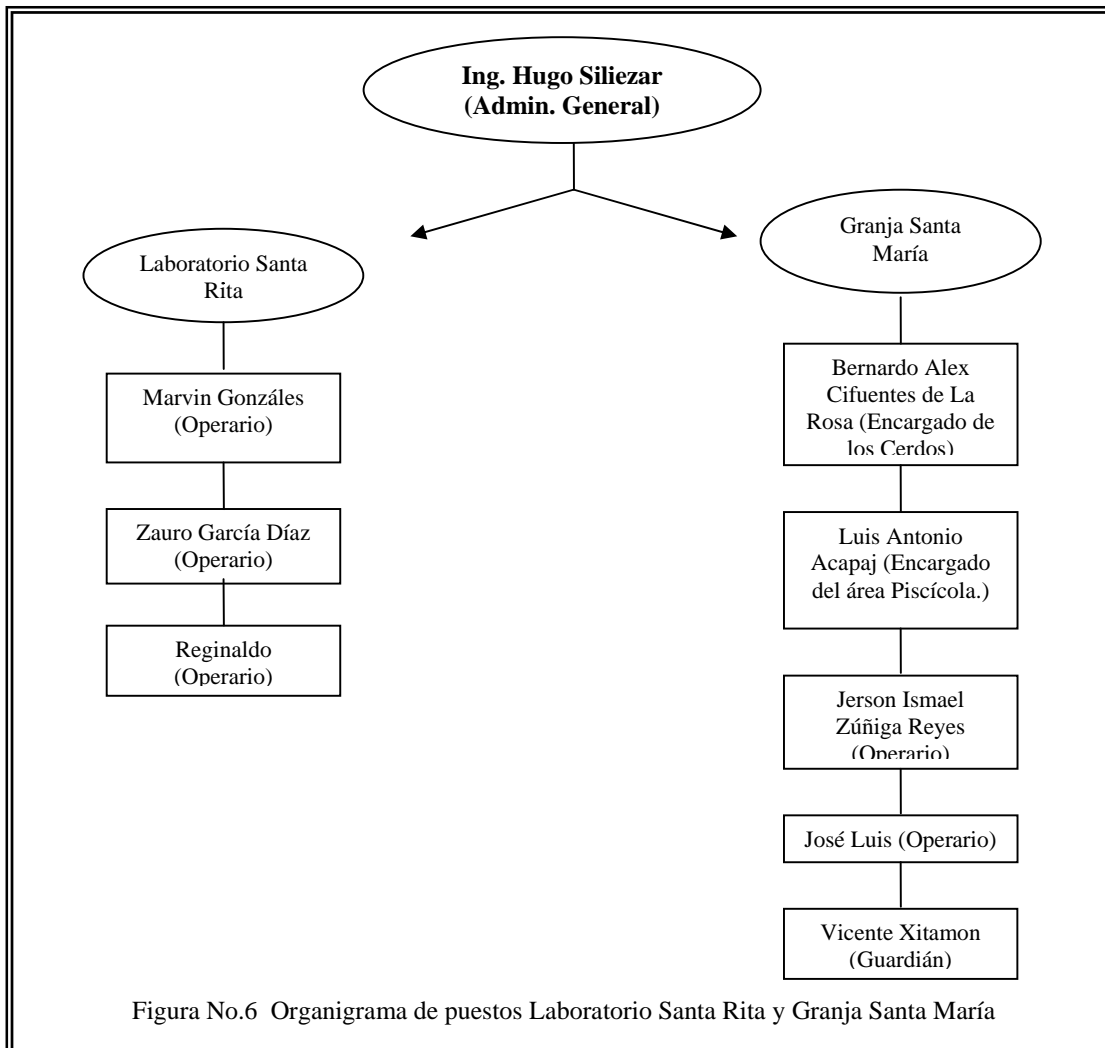 Ing. Hugo Siliezar
(Admin. General)
Laboratorio Santa
Rita
Marvin Gonzáles
(Operario)
Zauro García Díaz
(Operario)
Reginaldo
(Operario)
Granja Santa
María
Bernardo Alex
Cifuentes de La
Rosa (Encargado de
los Cerdos)
Luis Antonio
Acapaj (Encargado
del área Piscícola.)
Jerson Ismael
Zúñiga Reyes
(Operario)
José Luis (Operario)
Vicente Xitamon
(Guardián)
Figura No.6 Organigrama de puestos Laboratorio Santa Rita y Granja Santa María